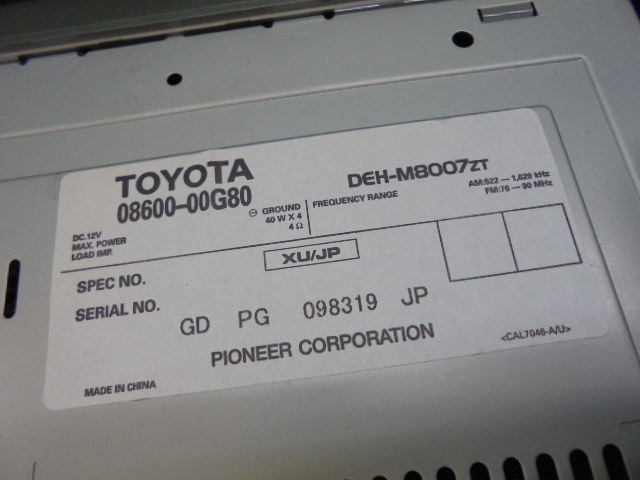 TOYOTA
08600-00G80
DEH-M8007ZT
DC.12V ⊖ GROUND
MAX. POWER 40 W X 4
LOAD IMP. 4 Ω
FREQUENCY RANGE AM:522 — 1,629 kHz
FM:76 — 90 MHz
SPEC NO. XU/JP
SERIAL NO. GD PG 098319 JP
PIONEER CORPORATION
MADE IN CHINA <CAL7046-A/U>